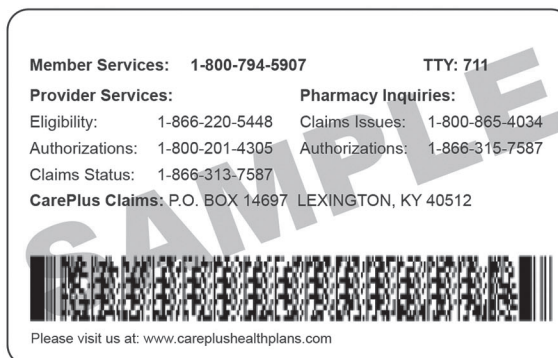 Member Services: 1-800-794-5907 TTY: 711
Provider Services: Pharmacy Inquiries:
Eligibility: 1-866-220-5448 Claims Issues: 1-800-865-4034
Authorizations: 1-800-201-4305 Authorizations: 1-866-315-7587
Claims Status: 1-866-313-7587
CarePlus Claims: P.O. BOX 14697 LEXINGTON, KY 40512
SAMPLE
Please visit us at: www.careplushealthplans.com